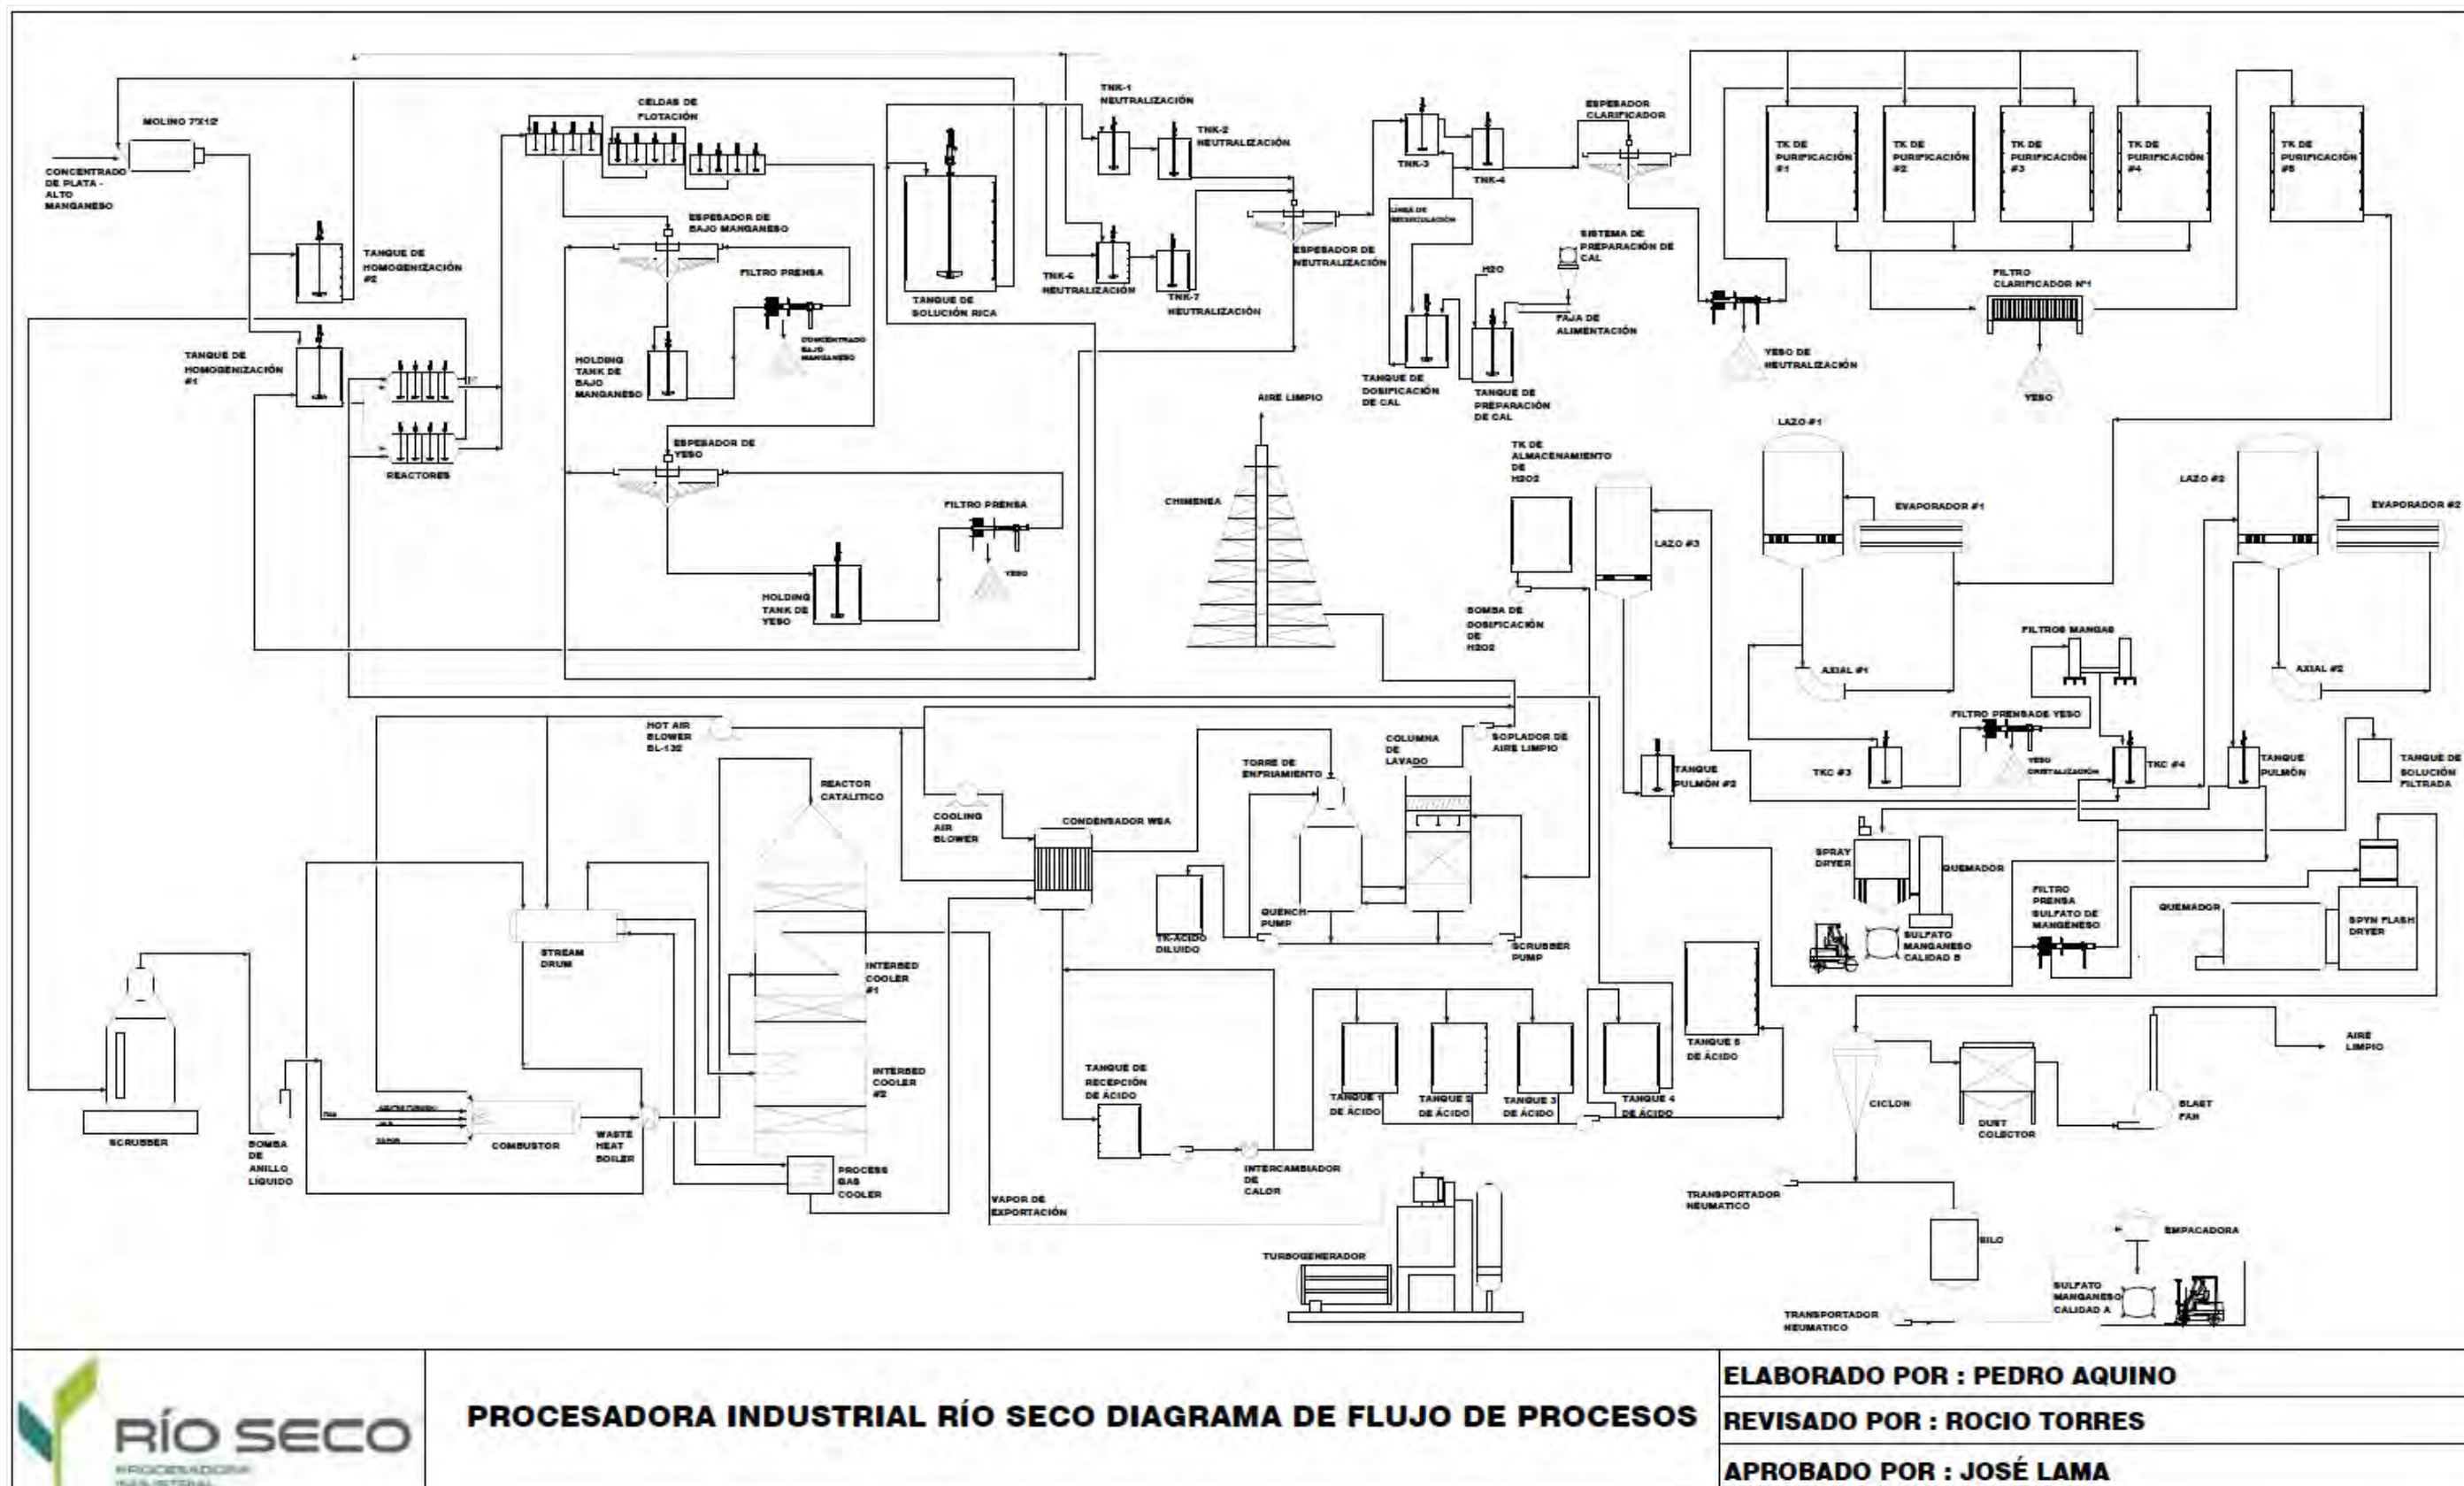 MOLINO 7'X12'
CONCENTRADO
DE PLATA -
ALTO
MANGANESO
TANQUE DE
HOMOGENIZACIÓN
#2
TANQUE DE
HOMOGENIZACIÓN
#1
REACTORES
CELDAS DE
FLOTACIÓN
ESPESADOR DE
BAJO MANGANESO
FILTRO PRENSA
CONCENTRADO
BAJO
MANGANESO
HOLDING
TANK DE
BAJO
MANGANESO
ESPESADOR DE
YESO
FILTRO PRENSA
YESO
HOLDING
TANK DE
YESO
TANQUE DE
SOLUCIÓN RICA
TNK-1
NEUTRALIZACIÓN
TNK-2
NEUTRALIZACIÓN
TNK-6
NEUTRALIZACIÓN
TNK-7
NEUTRALIZACIÓN
ESPESADOR DE
NEUTRALIZACIÓN
TNK-3
TNK-4
LINEA DE
RECIRCULACIÓN
H2O
SISTEMA DE
PREPARACIÓN DE
CAL
FAJA DE
ALIMENTACIÓN
TANQUE DE
DOSIFICACIÓN
DE CAL
TANQUE DE
PREPARACIÓN
DE CAL
ESPESADOR
CLARIFICADOR
YESO DE
NEUTRALIZACIÓN
TK DE
PURIFICACIÓN
#1
TK DE
PURIFICACIÓN
#2
TK DE
PURIFICACIÓN
#3
TK DE
PURIFICACIÓN
#4
TK DE
PURIFICACIÓN
#5
FILTRO
CLARIFICADOR Nº1
YESO
AIRE LIMPIO
CHIMENEA
TK DE
ALMACENAMIENTO
DE
H2O2
BOMBA DE
DOSIFICACIÓN
DE
H2O2
LAZO #3
LAZO #1
EVAPORADOR #1
AXIAL #1
LAZO #2
EVAPORADOR #2
AXIAL #2
FILTROS MANGAS
FILTRO PRENSADE YESO
YESO
CRISTALIZACIÓN
TKC #3
TKC #4
TANQUE
PULMÓN
TANQUE DE
SOLUCIÓN
FILTRADA
TANQUE
PULMÓN #2
SPRAY
DRYER
QUEMADOR
SULFATO
MANGANESO
CALIDAD B
FILTRO
PRENSA
SULFATO DE
MANGENESO
QUEMADOR
SPYN FLASH
DRYER
HOT AIR
BLOWER
BL-132
REACTOR
CATALITICO
COOLING
AIR
BLOWER
CONDENSADOR WSA
TORRE DE
ENFRIAMIENTO
COLUMNA
DE
LAVADO
SOPLADOR DE
AIRE LIMPIO
TK-ACIDO
DILUIDO
QUENCH
PUMP
SCRUBBER
PUMP
STREAM
DRUM
INTERBED
COOLER
#1
INTERBED
COOLER
#2
SCRUBBER
BOMBA
DE
ANILLO
LÍQUIDO
COMBUSTOR
WASTE
HEAT
BOILER
PROCESS
GAS
COOLER
VAPOR DE
EXPORTACIÓN
TANQUE DE
RECEPCIÓN
DE ÁCIDO
INTERCAMBIADOR
DE
CALOR
TANQUE 1
DE ÁCIDO
TANQUE 2
DE ÁCIDO
TANQUE 3
DE ÁCIDO
TANQUE 4
DE ÁCIDO
TANQUE 5
DE ÁCIDO
TURBOGENERADOR
CICLON
DUST
COLECTOR
BLAST
FAN
AIRE
LIMPIO
TRANSPORTADOR
NEUMATICO
SILO
EMPACADORA
SULFATO
MANGANESO
CALIDAD A
TRANSPORTADOR
NEUMATICO
RÍO SECO
PROCESADORA
INDUSTRIAL
PROCESADORA INDUSTRIAL RÍO SECO DIAGRAMA DE FLUJO DE PROCESOS
ELABORADO POR : PEDRO AQUINO
REVISADO POR : ROCIO TORRES
APROBADO POR : JOSÉ LAMA